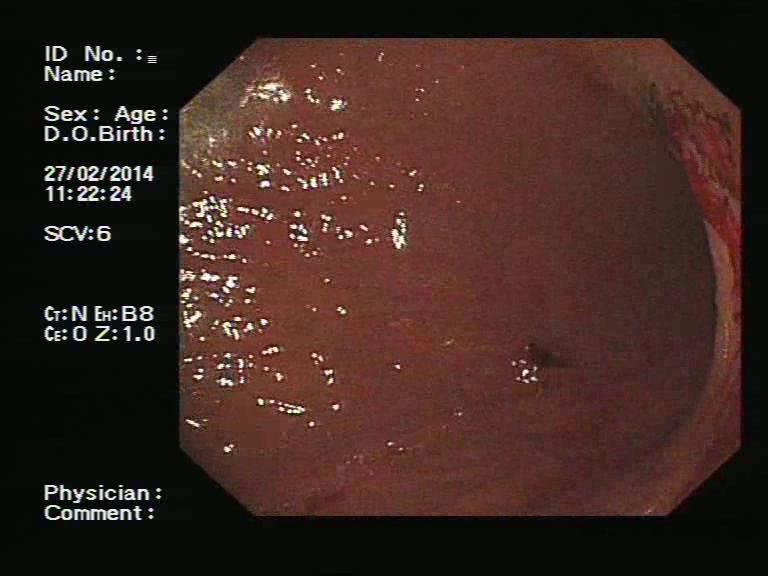 ID No. :
Name:
Sex: Age:
D.O.Birth:
27/02/2014
11:22:24
SCV:6
CT:N EH:B8
CE:0 Z:1.0
Physician:
Comment: